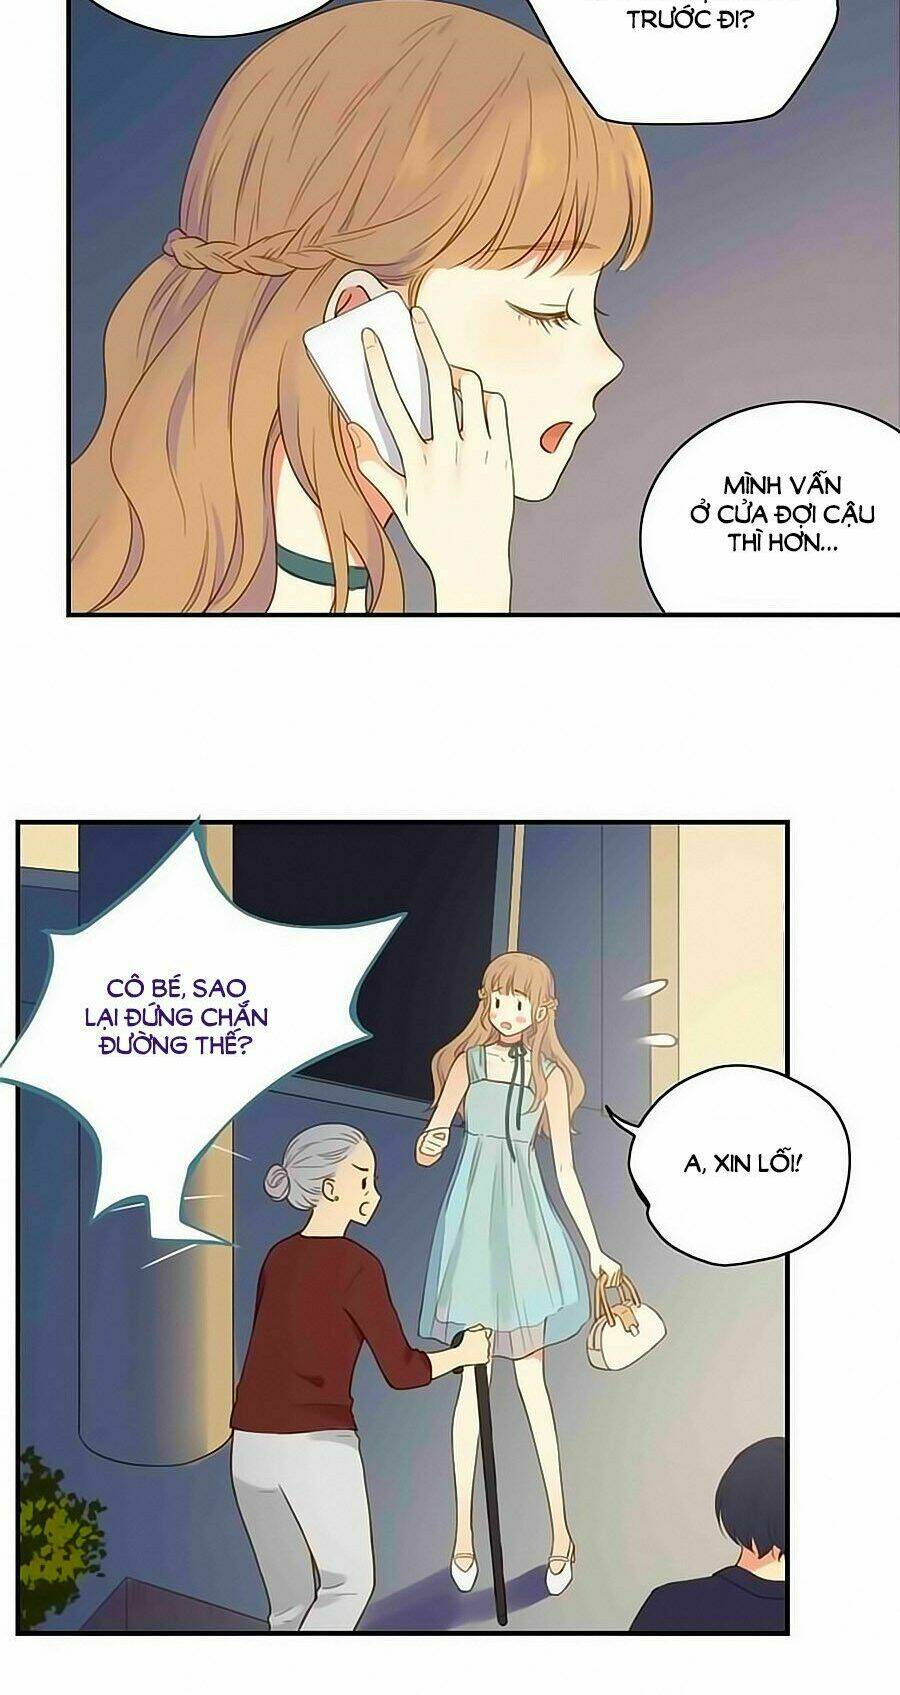 TRƯỚC ĐI?
MÌNH VẪN
Ở CỬA ĐỢI CẬU
THÌ HƠN...
CÔ BÉ, SAO
LẠI ĐỨNG CHẮN
ĐƯỜNG THẾ?
A, XIN LỖI!